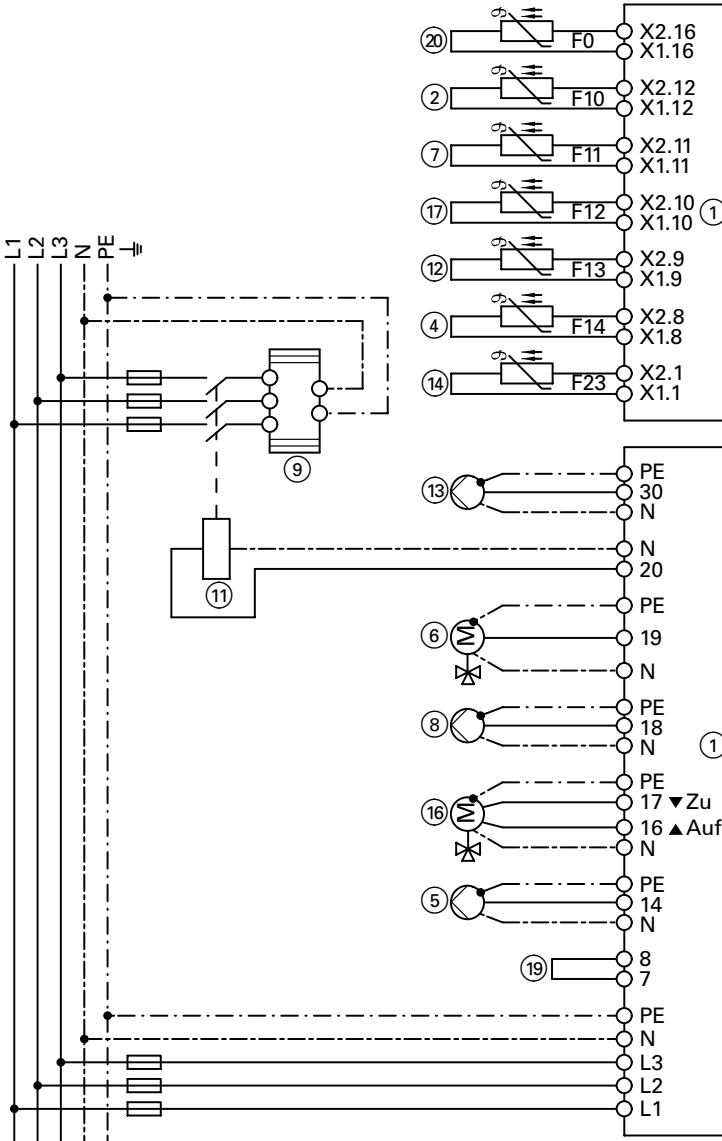 20 F0 X2.16
X1.16
2 F10 X2.12
X1.12
7 F11 X2.11
X1.11
17 F12 X2.10
X1.10
1
12 F13 X2.9
X1.9
4 F14 X2.8
X1.8
14 F23 X2.1
X1.1
L1 L2 L3 N PE
9
13 PE
30
N
11 N
20
6 M PE
19
N
8 PE
18
N
1
16 M PE
17 ▼ Zu
16 ▲ Auf
N
5 PE
14
N
19 8
7
PE
N
L3
L2
L1